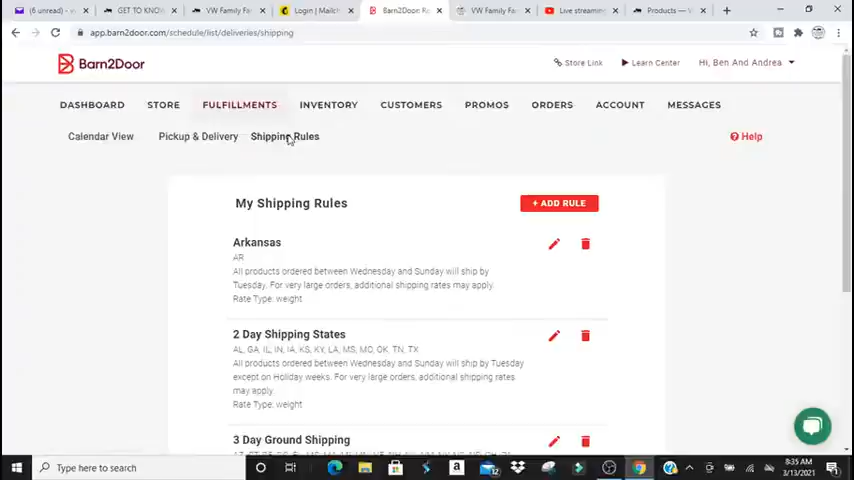 (6 unread) - v
GET TO KNOW
VW Family Fa
Login | Mailch
Barn2Door: Re
VW Family Fa
Live streaming
Products — V
app.barn2door.com/schedule/list/deliveries/shipping
Barn2Door
Store Link
Learn Center
Hi, Ben And Andrea
DASHBOARD STORE FULFILLMENTS INVENTORY CUSTOMERS PROMOS ORDERS ACCOUNT MESSAGES
Calendar View Pickup & Delivery Shipping Rules
Help
My Shipping Rules
+ ADD RULE
Arkansas
AR
All products ordered between Wednesday and Sunday will ship by
Tuesday. For very large orders, additional shipping rates may apply.
Rate Type: weight
2 Day Shipping States
AL, GA, IL, IN, IA, KS, KY, LA, MS, MO, OK, TN, TX
All products ordered between Wednesday and Sunday will ship by Tuesday
except on Holiday weeks. For very large orders, additional shipping rates
may apply.
Rate Type: weight
3 Day Ground Shipping
Type here to search
12
8:35 AM
3/13/2021